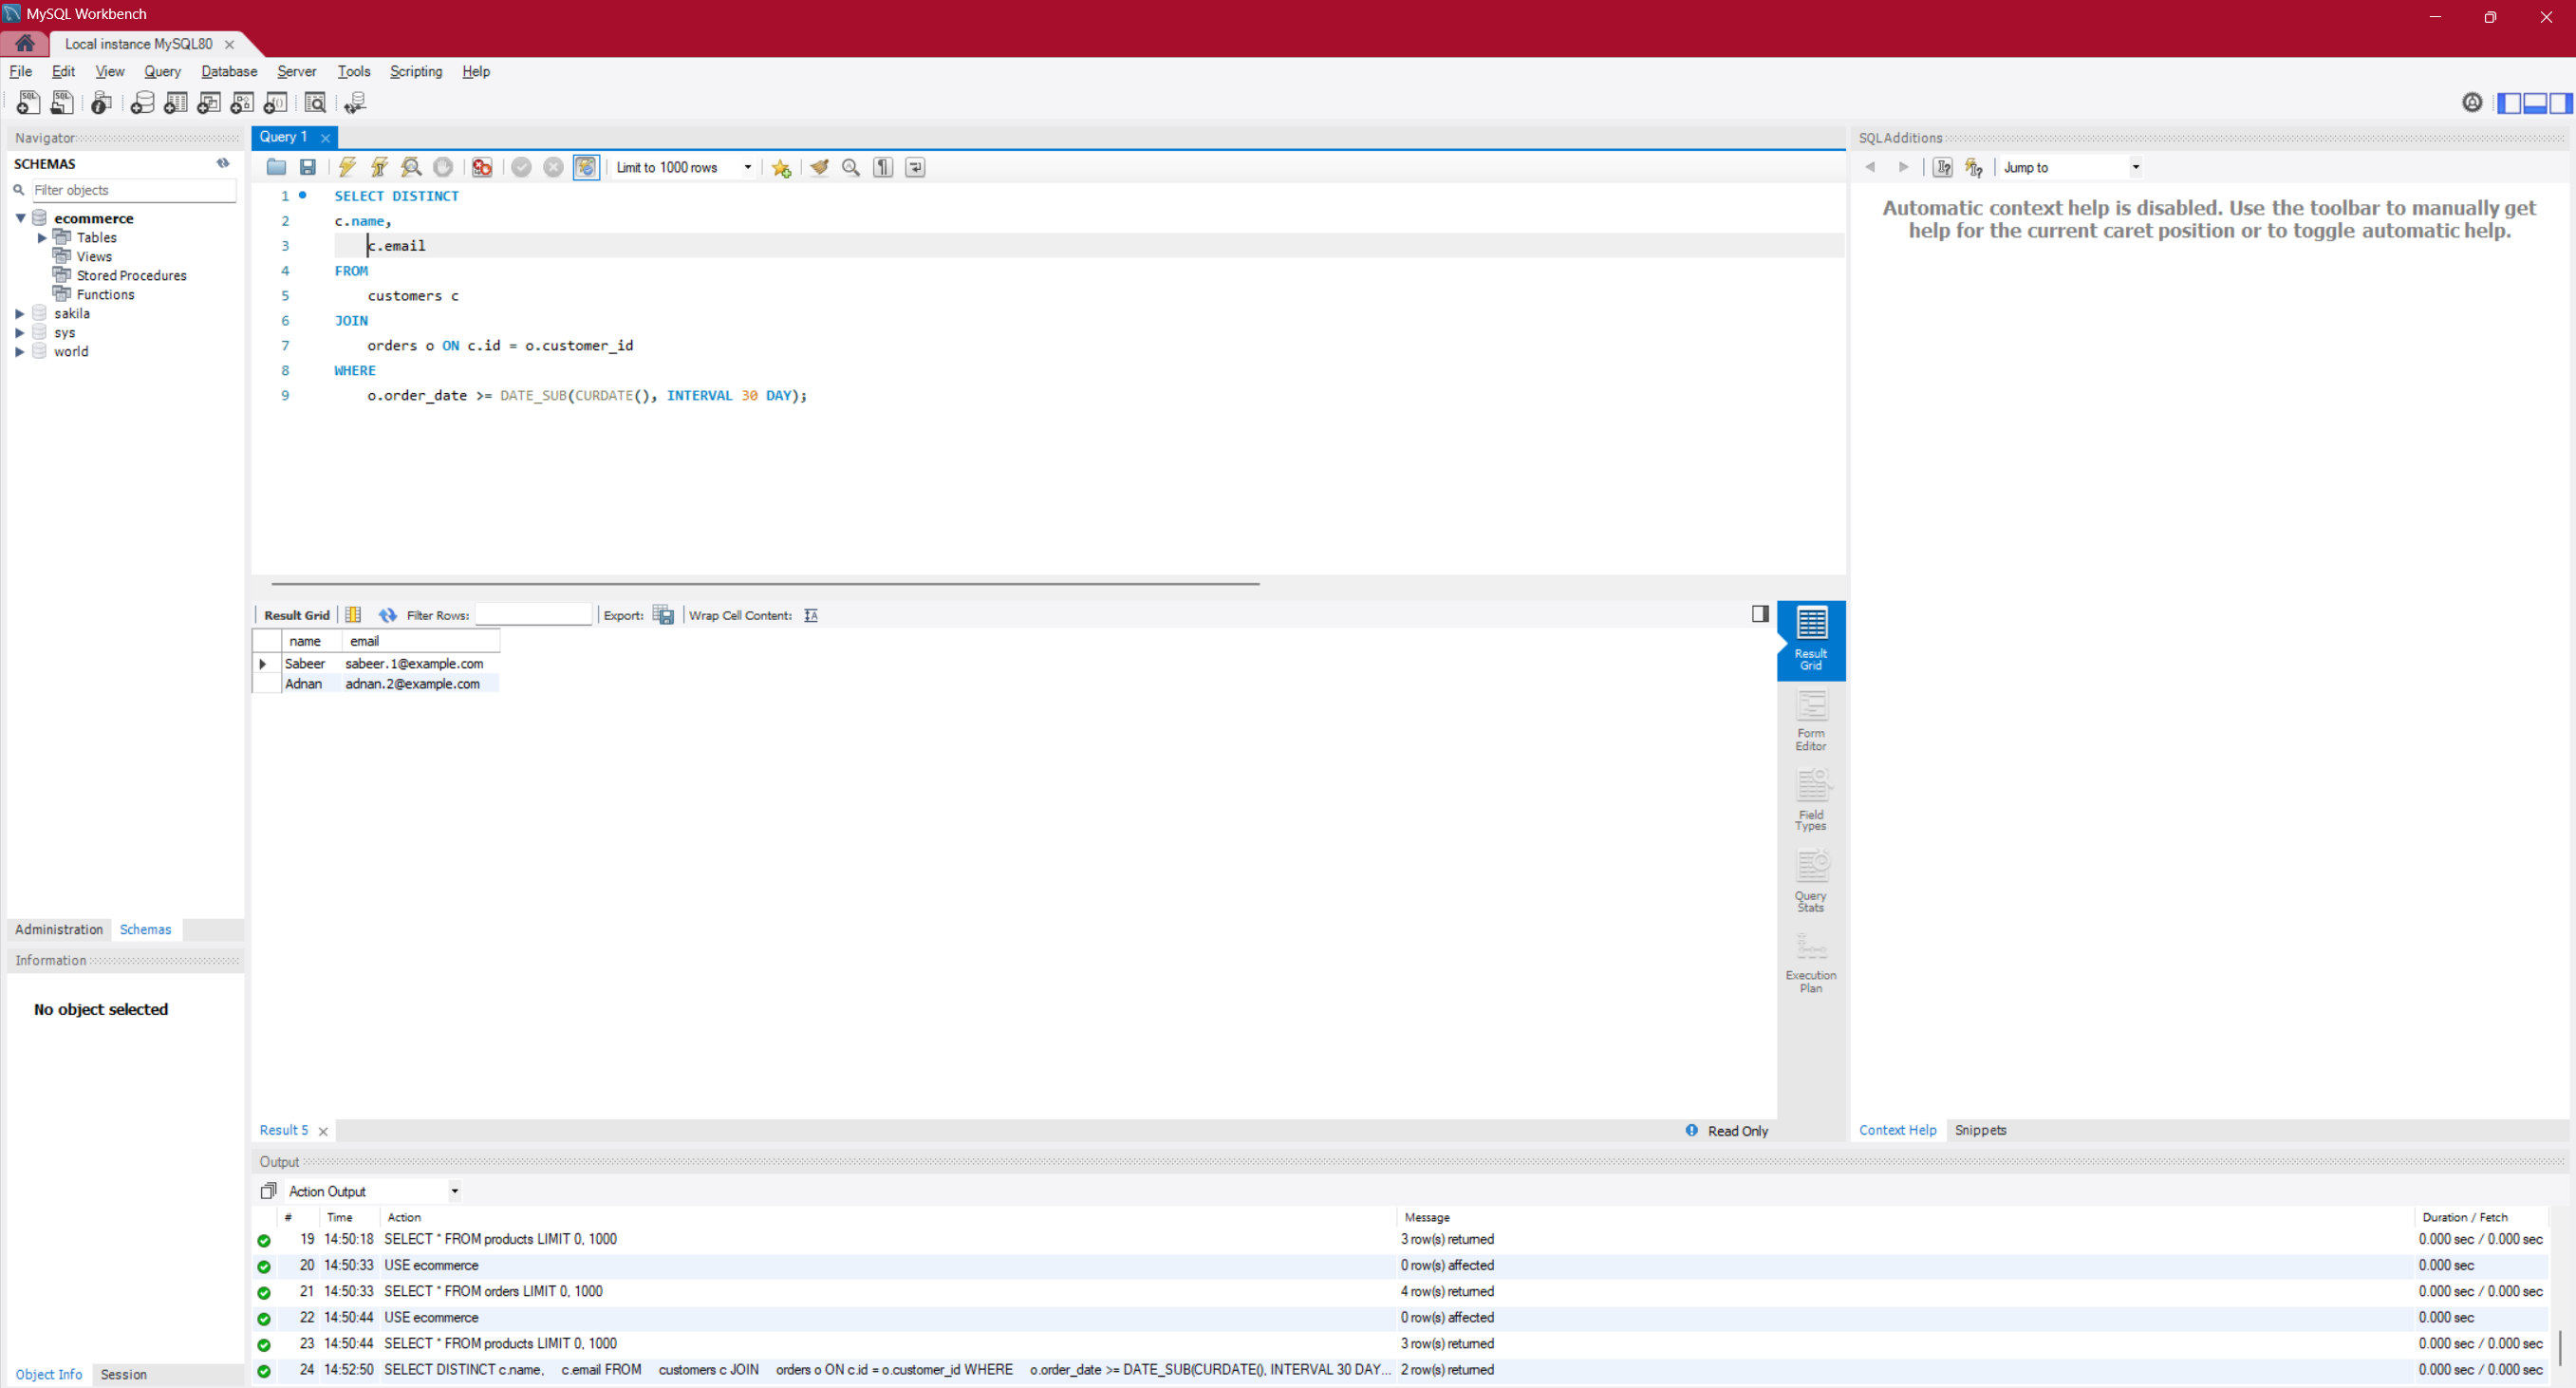 MySQL Workbench
Local instance MySQL80
File Edit View Query Database Server Tools Scripting Help
Navigator
SCHEMAS
Filter objects
ecommerce
Tables
Views
Stored Procedures
Functions
sakila
sys
world
Administration Schemas
Information
No object selected
Object Info Session
Query 1
Limit to 1000 rows
1 SELECT DISTINCT
2 c.name,
3 c.email
4 FROM
5 customers c
6 JOIN
7 orders o ON c.id = o.customer_id
8 WHERE
9 o.order_date >= DATE_SUB(CURDATE(), INTERVAL 30 DAY);
Result Grid Filter Rows: Export: Wrap Cell Content:
name email
Sabeer sabeer.1@example.com
Adnan adnan.2@example.com
Result Grid
Form Editor
Field Types
Query Stats
Execution Plan
Result 5
Read Only
SQLAdditions
Jump to
Automatic context help is disabled. Use the toolbar to manually get
help for the current caret position or to toggle automatic help.
Context Help Snippets
Output
Action Output
# Time Action Message Duration / Fetch
19 14:50:18 SELECT * FROM products LIMIT 0, 1000 3 row(s) returned 0.000 sec / 0.000 sec
20 14:50:33 USE ecommerce 0 row(s) affected 0.000 sec
21 14:50:33 SELECT * FROM orders LIMIT 0, 1000 4 row(s) returned 0.000 sec / 0.000 sec
22 14:50:44 USE ecommerce 0 row(s) affected 0.000 sec
23 14:50:44 SELECT * FROM products LIMIT 0, 1000 3 row(s) returned 0.000 sec / 0.000 sec
24 14:52:50 SELECT DISTINCT c.name, c.email FROM customers c JOIN orders o ON c.id = o.customer_id WHERE o.order_date >= DATE_SUB(CURDATE(), INTERVAL 30 DAY... 2 row(s) returned 0.000 sec / 0.000 sec